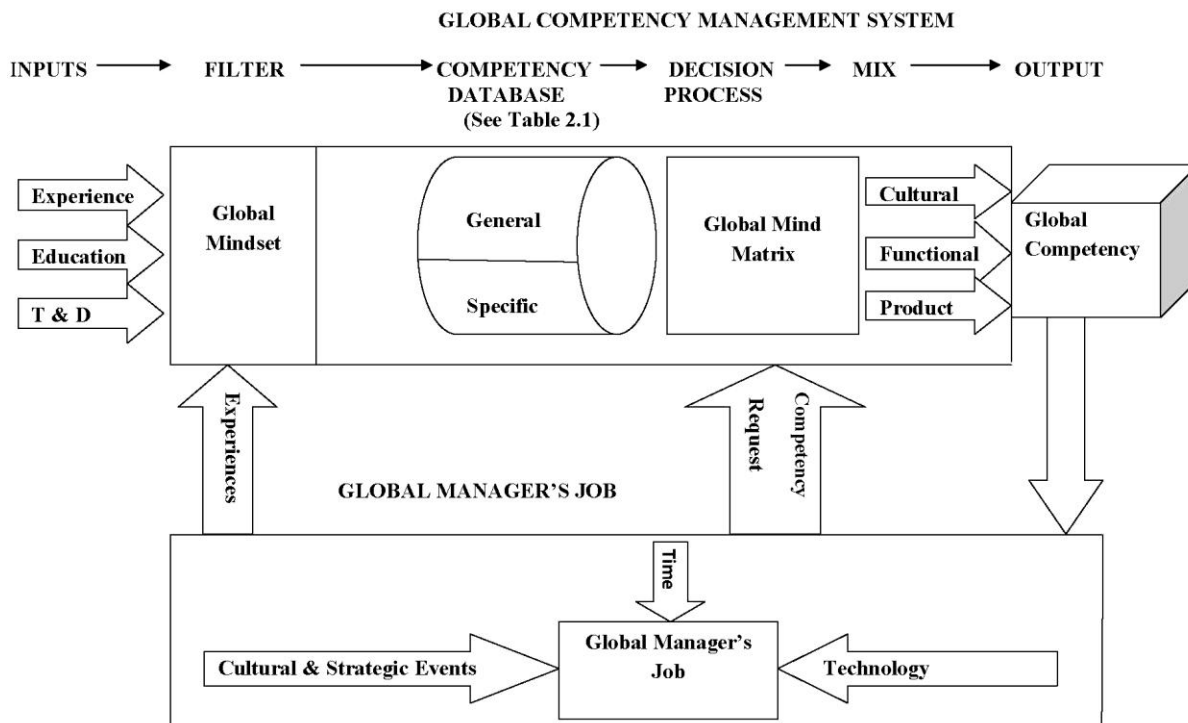 GLOBAL COMPETENCY MANAGEMENT SYSTEM
INPUTS FILTER COMPETENCY DECISION MIX OUTPUT
DATABASE PROCESS
(See Table 2.1)
Experience
Education
T & D
Global
Mindset
General
Specific
Global Mind
Matrix
Cultural
Functional
Product
Global
Competency
Experiences
Competency
Request
GLOBAL MANAGER’S JOB
Time
Cultural & Strategic Events
Global Manager’s
Job
Technology